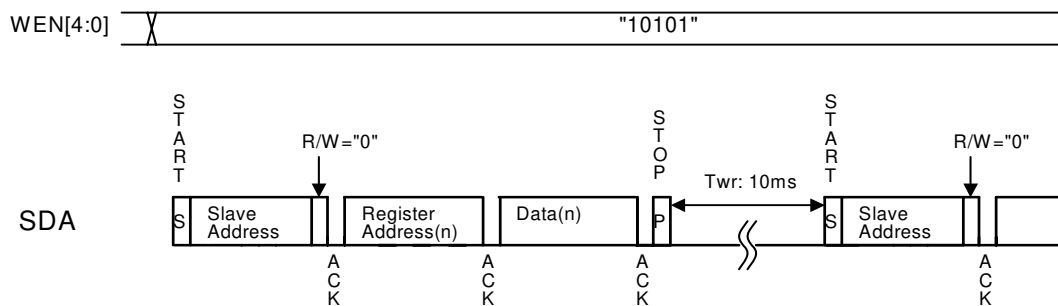 WEN[4:0]
"10101"
START
R/W="0"
STOP
Twr: 10ms
START
R/W="0"
SDA
S
Slave
Address
Register
Address(n)
Data(n)
P
S
Slave
Address
ACK
ACK
ACK
ACK